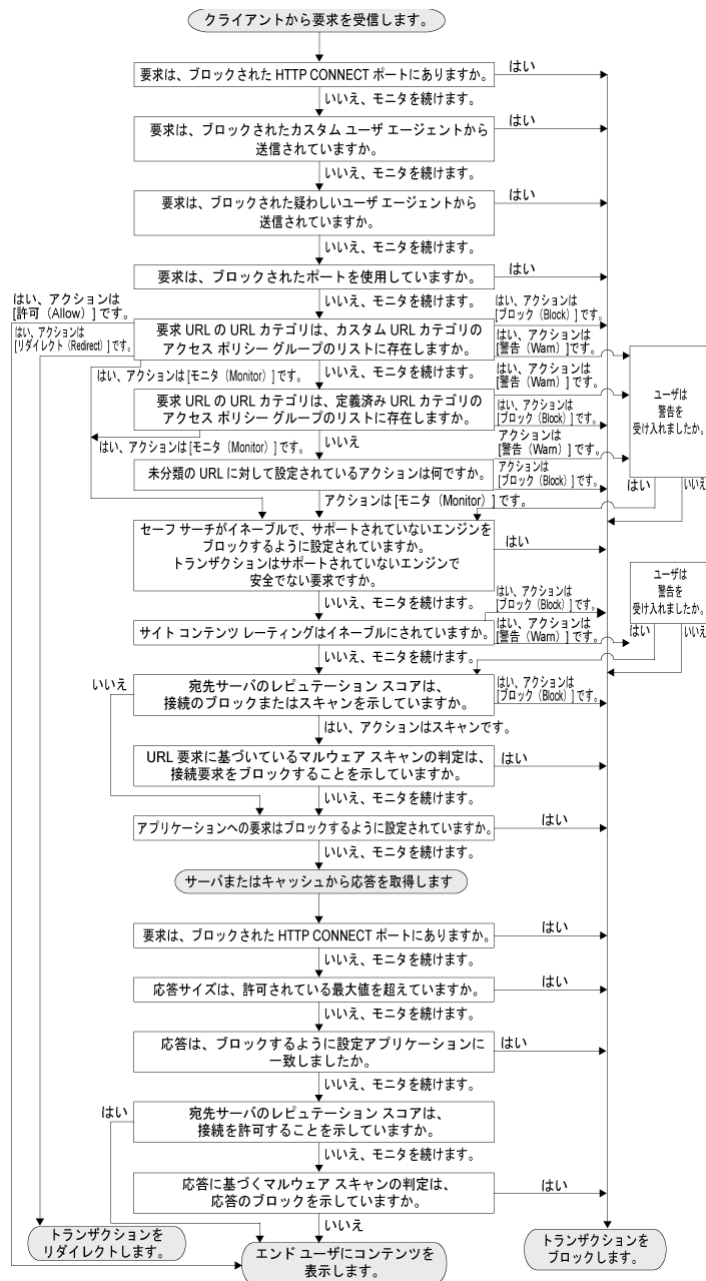 クライアントから要求を受信します。
要求は、ブロックされた HTTP CONNECT ポートにありますか。
はい
いいえ、モニタを続けます。
要求は、ブロックされたカスタム ユーザ エージェントから
送信されていますか。
はい
いいえ、モニタを続けます。
要求は、ブロックされた疑わしいユーザ エージェントから
送信されていますか。
はい
いいえ、モニタを続けます。
要求は、ブロックされたポートを使用していますか。
はい
はい、アクションは
[許可（Allow）] です。
いいえ、モニタを続けます。
はい、アクションは
[ブロック（Block）] です。
はい、アクションは
[リダイレクト（Redirect）] です。
要求 URL の URL カテゴリは、カスタム URL カテゴリの
アクセス ポリシー グループのリストに存在しますか。
はい、アクションは
[警告（Warn）] です。
はい、アクションは [モニタ（Monitor）] です。
いいえ、モニタを続けます。
はい、アクションは
[警告（Warn）] です。
要求 URL の URL カテゴリは、定義済み URL カテゴリの
アクセス ポリシー グループのリストに存在しますか。
はい、アクションは
[ブロック（Block）] です。
ユーザは
警告を
受け入れましたか。
はい、アクションは [モニタ（Monitor）] です。
いいえ
アクションは
[警告（Warn）] です。
未分類の URL に対して設定されているアクションは何ですか。
アクションは
[ブロック（Block）] です。
はい
いいえ
アクションは [モニタ（Monitor）] です。
セーフ サーチがイネーブルで、サポートされていないエンジンを
ブロックするように設定されていますか。
トランザクションはサポートされていないエンジンで
安全でない要求ですか。
はい
いいえ、モニタを続けます。
はい、アクションは
[ブロック（Block）] です。
ユーザは
警告を
受け入れましたか。
サイト コンテンツ レーティングはイネーブルにされていますか。
はい、アクションは
[警告（Warn）] です。
はい
いいえ
いいえ、モニタを続けます。
いいえ
宛先サーバのレピュテーション スコアは、
接続のブロックまたはスキャンを示していますか。
はい、アクションは
[ブロック（Block）] です。
はい、アクションはスキャンです。
URL 要求に基づいているマルウェア スキャンの判定は、
接続要求をブロックすることを示していますか。
はい
いいえ、モニタを続けます。
アプリケーションへの要求はブロックするように設定されていますか。
はい
いいえ、モニタを続けます。
サーバまたはキャッシュから応答を取得します
要求は、ブロックされた HTTP CONNECT ポートにありますか。
はい
いいえ、モニタを続けます。
応答サイズは、許可されている最大値を超えていますか。
はい
いいえ、モニタを続けます。
応答は、ブロックするように設定アプリケーションに
一致しましたか。
はい
いいえ、モニタを続けます。
はい
宛先サーバのレピュテーション スコアは、
接続を許可することを示していますか。
いいえ、モニタを続けます。
応答に基づくマルウェア スキャンの判定は、
応答のブロックを示していますか。
はい
いいえ
トランザクションを
リダイレクトします。
エンド ユーザにコンテンツを
表示します。
トランザクションを
ブロックします。